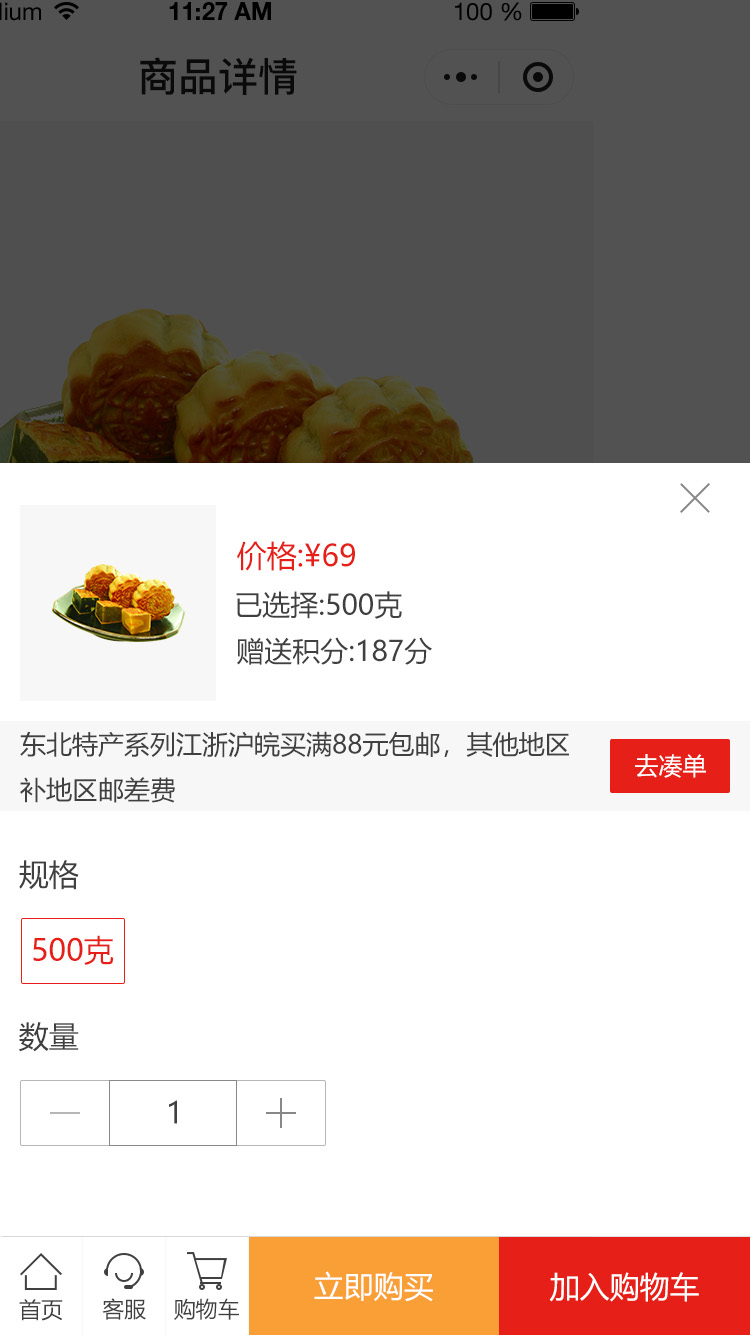 11:27 AM
100 %
商品详情
价格:¥69
已选择:500克
赠送积分:187分
东北特产系列江浙沪皖买满88元包邮，其他地区
补地区邮差费
去凑单
规格
500克
数量
1
首页
客服
购物车
立即购买
加入购物车